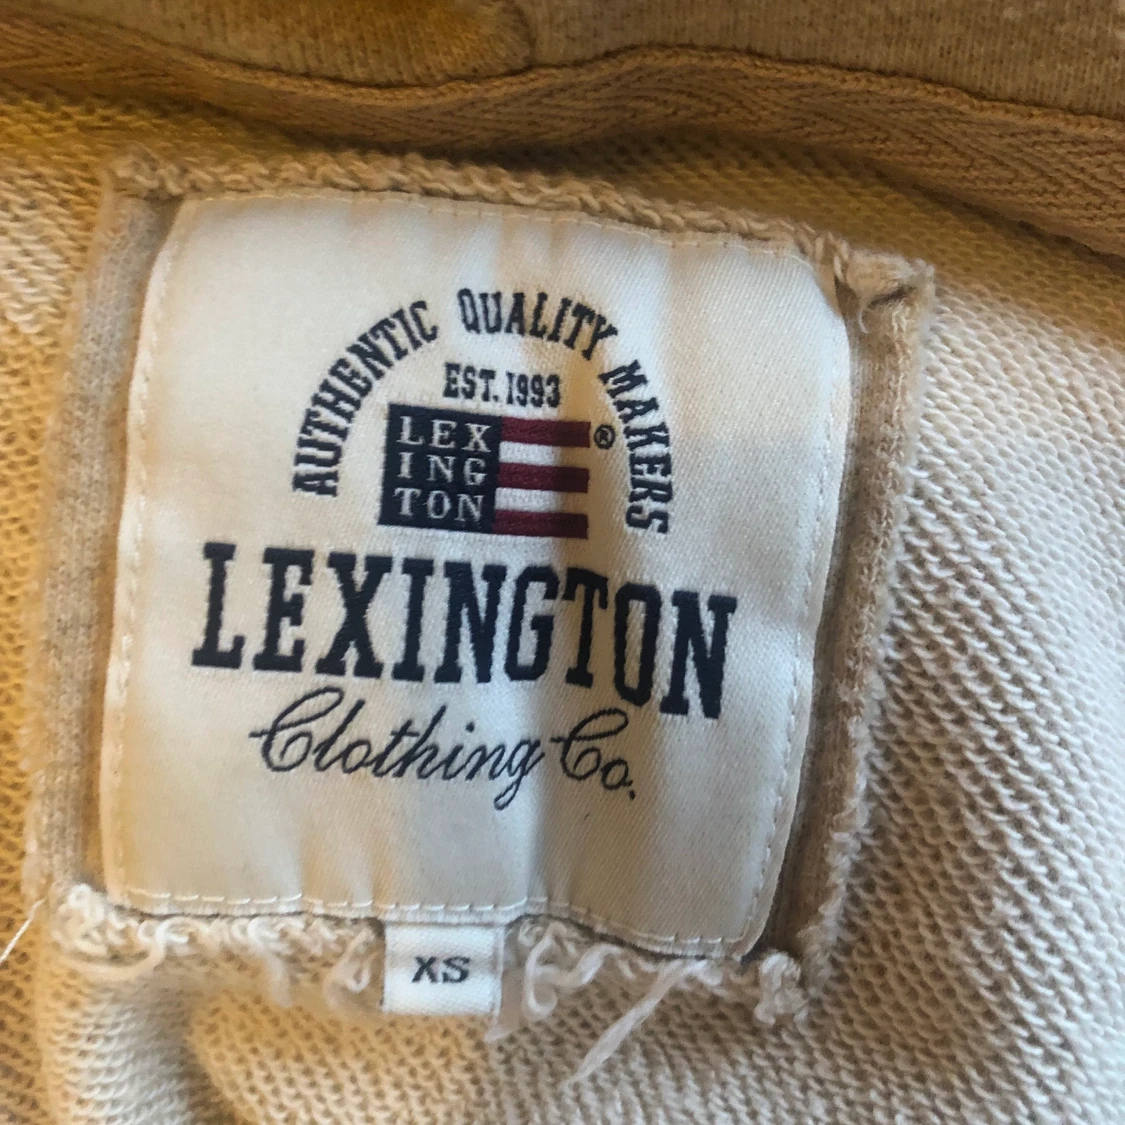 AUTHENTIC QUALITY MAKERS
EST. 1993
LEX
ING
TON
®
LEXINGTON
Clothing Co.
XS